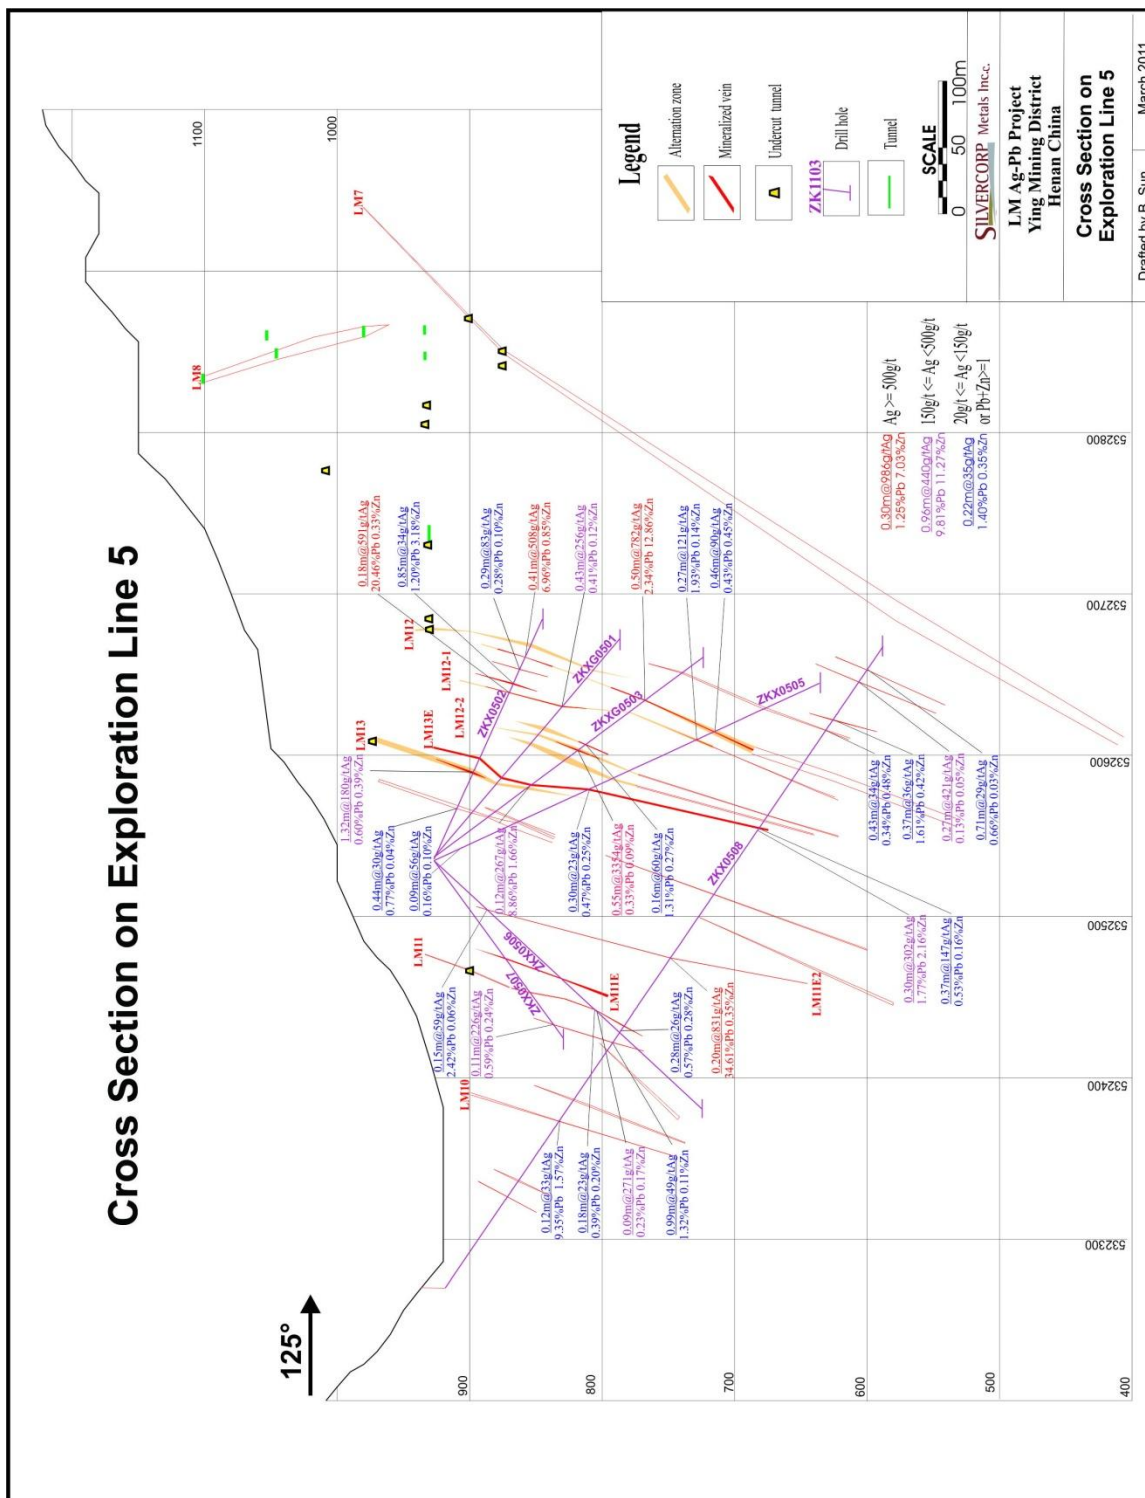 Cross Section on Exploration Line 5
125°
1100
1000
900
800
700
600
500
400
532300
532400
532500
532600
532700
532800
LM7
LM8
LM12
LM12-1
LM12-2
LM13E
LM13
LM11
LM10
LM11E
LM11E2
ZKX0502
ZKXG0501
ZKXG0503
ZKX0505
ZKX0508
ZKX0506
ZKX0507
0.18m@591g/tAg
20.46%Pb 0.33%Zn
0.85m@34g/tAg
1.20%Pb 3.18%Zn
0.29m@83g/tAg
0.28%Pb 0.10%Zn
0.41m@508g/tAg
6.96%Pb 0.85%Zn
0.43m@256g/tAg
0.41%Pb 0.12%Zn
0.50m@782g/tAg
2.34%Pb 12.86%Zn
0.27m@121g/tAg
1.93%Pb 0.14%Zn
0.46m@90g/tAg
0.43%Pb 0.45%Zn
1.32m@180g/tAg
0.60%Pb 0.39%Zn
0.44m@30g/tAg
0.77%Pb 0.04%Zn
0.09m@56g/tAg
0.16%Pb 0.10%Zn
0.12m@267g/tAg
8.86%Pb 1.66%Zn
0.30m@23g/tAg
0.47%Pb 0.25%Zn
0.55m@3354g/tAg
0.33%Pb 0.09%Zn
0.16m@60g/tAg
1.31%Pb 0.27%Zn
0.43m@34g/tAg
0.34%Pb 0.48%Zn
0.37m@36g/tAg
1.61%Pb 0.42%Zn
0.27m@421g/tAg
0.13%Pb 0.05%Zn
0.71m@29g/tAg
0.66%Pb 0.03%Zn
0.15m@59g/tAg
2.42%Pb 0.06%Zn
0.11m@226g/tAg
0.59%Pb 0.24%Zn
0.28m@26g/tAg
0.57%Pb 0.28%Zn
0.20m@831g/tAg
34.61%Pb 0.35%Zn
0.30m@302g/tAg
1.77%Pb 2.16%Zn
0.37m@147g/tAg
0.53%Pb 0.16%Zn
0.12m@33g/tAg
9.35%Pb 1.57%Zn
0.18m@23g/tAg
0.39%Pb 0.20%Zn
0.09m@271g/tAg
0.23%Pb 0.17%Zn
0.99m@49g/tAg
1.32%Pb 0.11%Zn
0.30m@986g/tAg Ag >= 500g/t
1.25%Pb 7.03%Zn
0.96m@440g/tAg 150g/t <= Ag <500g/t
9.81%Pb 11.27%Zn
0.22m@35g/tAg 20g/t <= Ag <150g/t
1.40%Pb 0.35%Zn or Pb+Zn>=1
Legend
Alternation zone
Mineralized vein
Undercut tunnel
ZK1103 Drill hole
Tunnel
SCALE
0 50 100m
SILVERCORP Metals Inc.c.
LM Ag-Pb Project
Ying Mining District
Henan China
Cross Section on
Exploration Line 5
Drafted by B. Sun March 2011